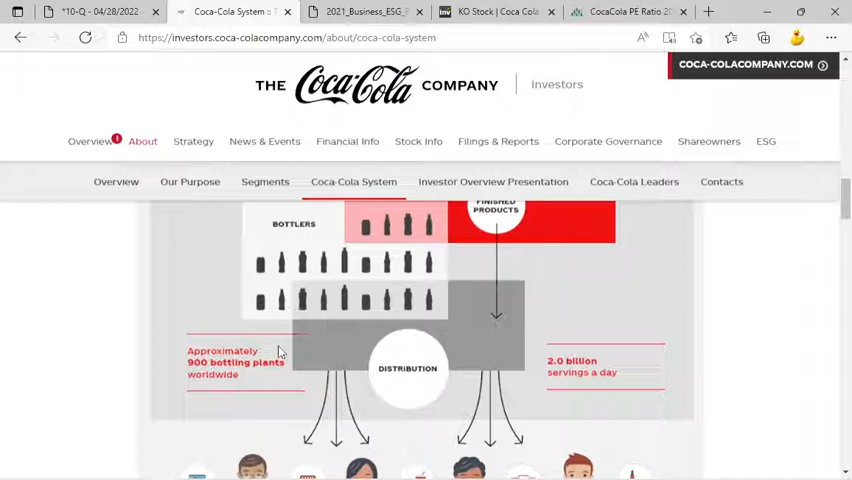 *10-Q - 04/28/2022
Coca-Cola System ::
2021_Business_ESG_
KO Stock | Coca Cola
CocaCola PE Ratio 20
https://investors.coca-colacompany.com/about/coca-cola-system
COCA-COLACOMPANY.COM
THE Coca-Cola COMPANY Investors
Overview 1 About Strategy News & Events Financial Info Stock Info Filings & Reports Corporate Governance Shareowners ESG
Overview Our Purpose Segments Coca-Cola System Investor Overview Presentation Coca-Cola Leaders Contacts
FINISHED
PRODUCTS
BOTTLERS
Approximately
900 bottling plants
worldwide
DISTRIBUTION
2.0 billion
servings a day